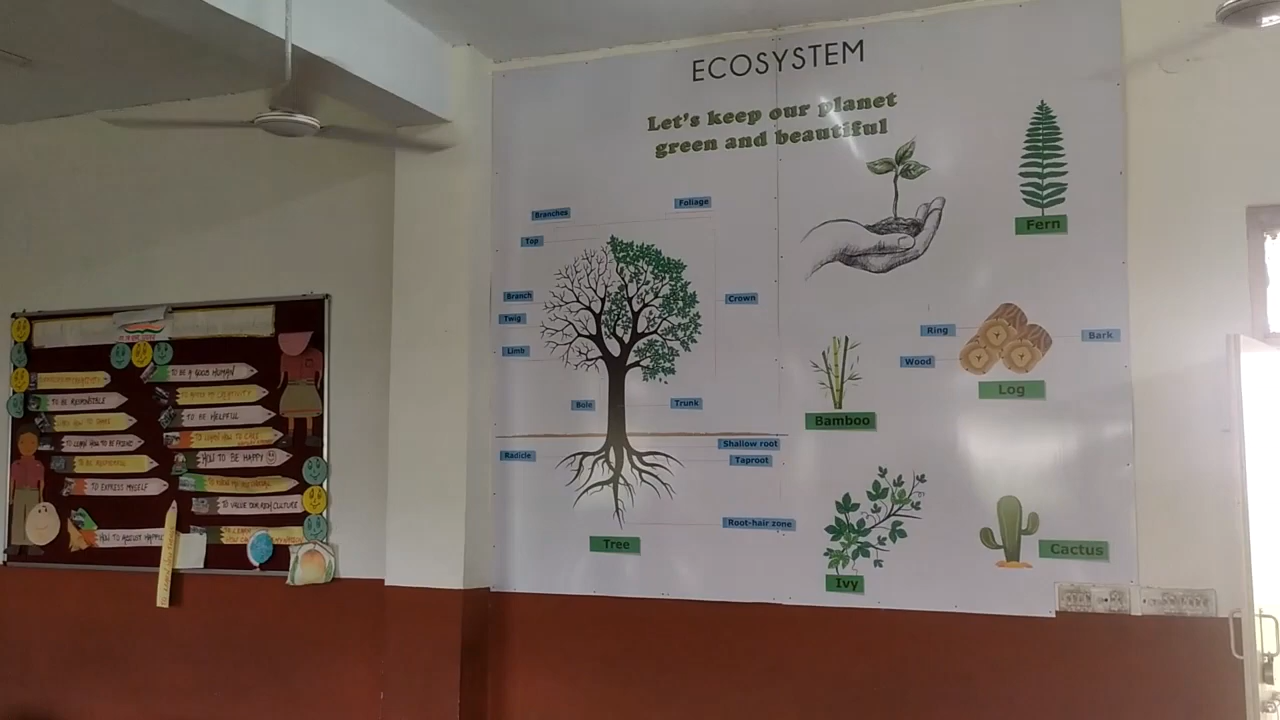 ECOSYSTEM
Let's keep our planet
green and beautiful
Branches
Foliage
Top
Branch
Crown
Twig
Limb
Bole
Trunk
Shallow root
Radicle
Taproot
Root-hair zone
Tree
Fern
Ring
Bark
Wood
Log
Bamboo
Ivy
Cactus
TO BE RESPONSIBLE
TO EXPRESS MYSELF
TO BE A GOOD HUMAN
TO BE HELPFUL
TO BE HAPPY
TO VALUE OUR RICH CULTURE